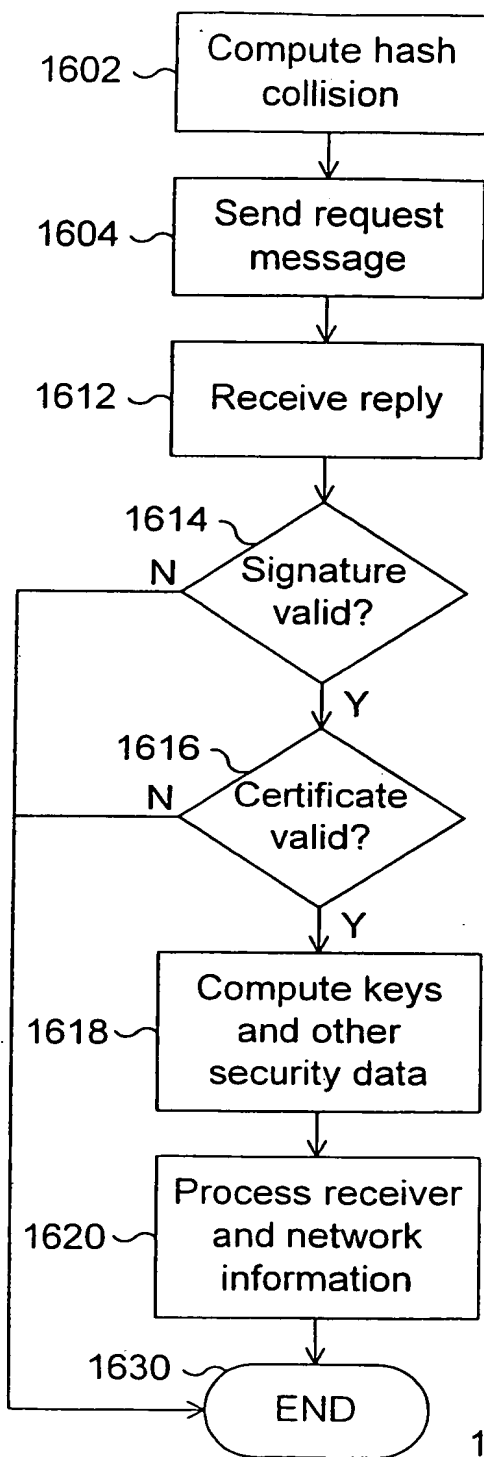 1602
Compute hash
collision
1604
Send request
message
1612
Receive reply
1614
N
Signature
valid?
Y
1616
N
Certificate
valid?
Y
1618
Compute keys
and other
security data
1620
Process receiver
and network
information
1630
END
1